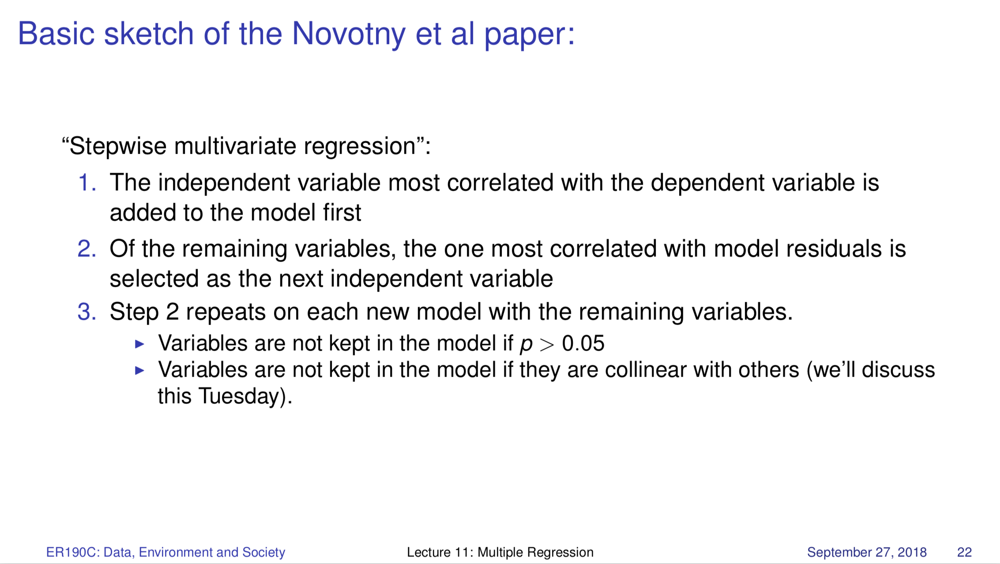 Basic sketch of the Novotny et al paper:
“Stepwise multivariate regression”:
1. The independent variable most correlated with the dependent variable is
added to the model first
2. Of the remaining variables, the one most correlated with model residuals is
selected as the next independent variable
3. Step 2 repeats on each new model with the remaining variables.
▶ Variables are not kept in the model if p > 0.05
▶ Variables are not kept in the model if they are collinear with others (we’ll discuss
this Tuesday).
ER190C: Data, Environment and Society Lecture 11: Multiple Regression September 27, 2018 22